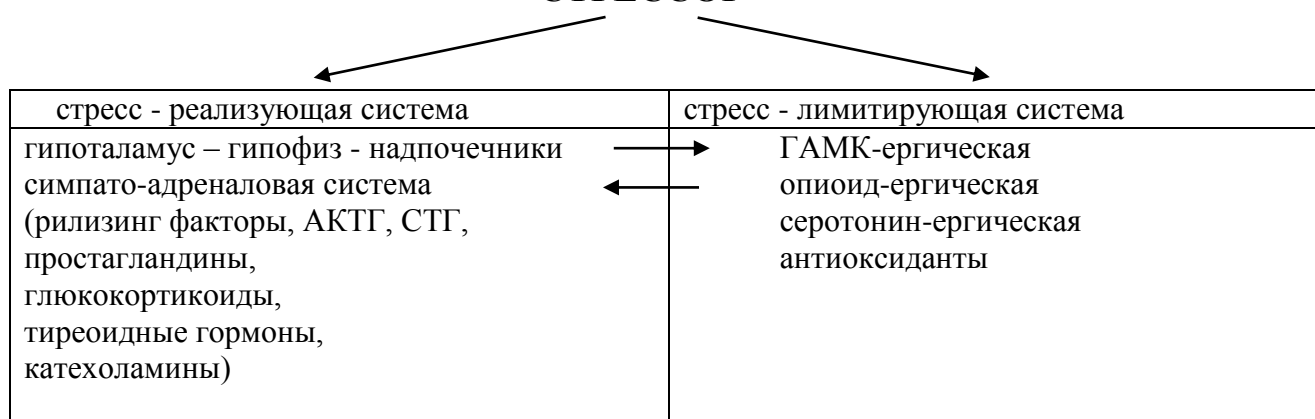 стресс - реализующая система
стресс - лимитирующая система
гипоталамус – гипофиз - надпочечники
симпато-адреналовая система
(рилизинг факторы, АКТГ, СТГ,
простагландины,
глюкокортикоиды,
тиреоидные гормоны,
катехоламины)
ГАМК-ергическая
опиоид-ергическая
серотонин-ергическая
антиоксиданты